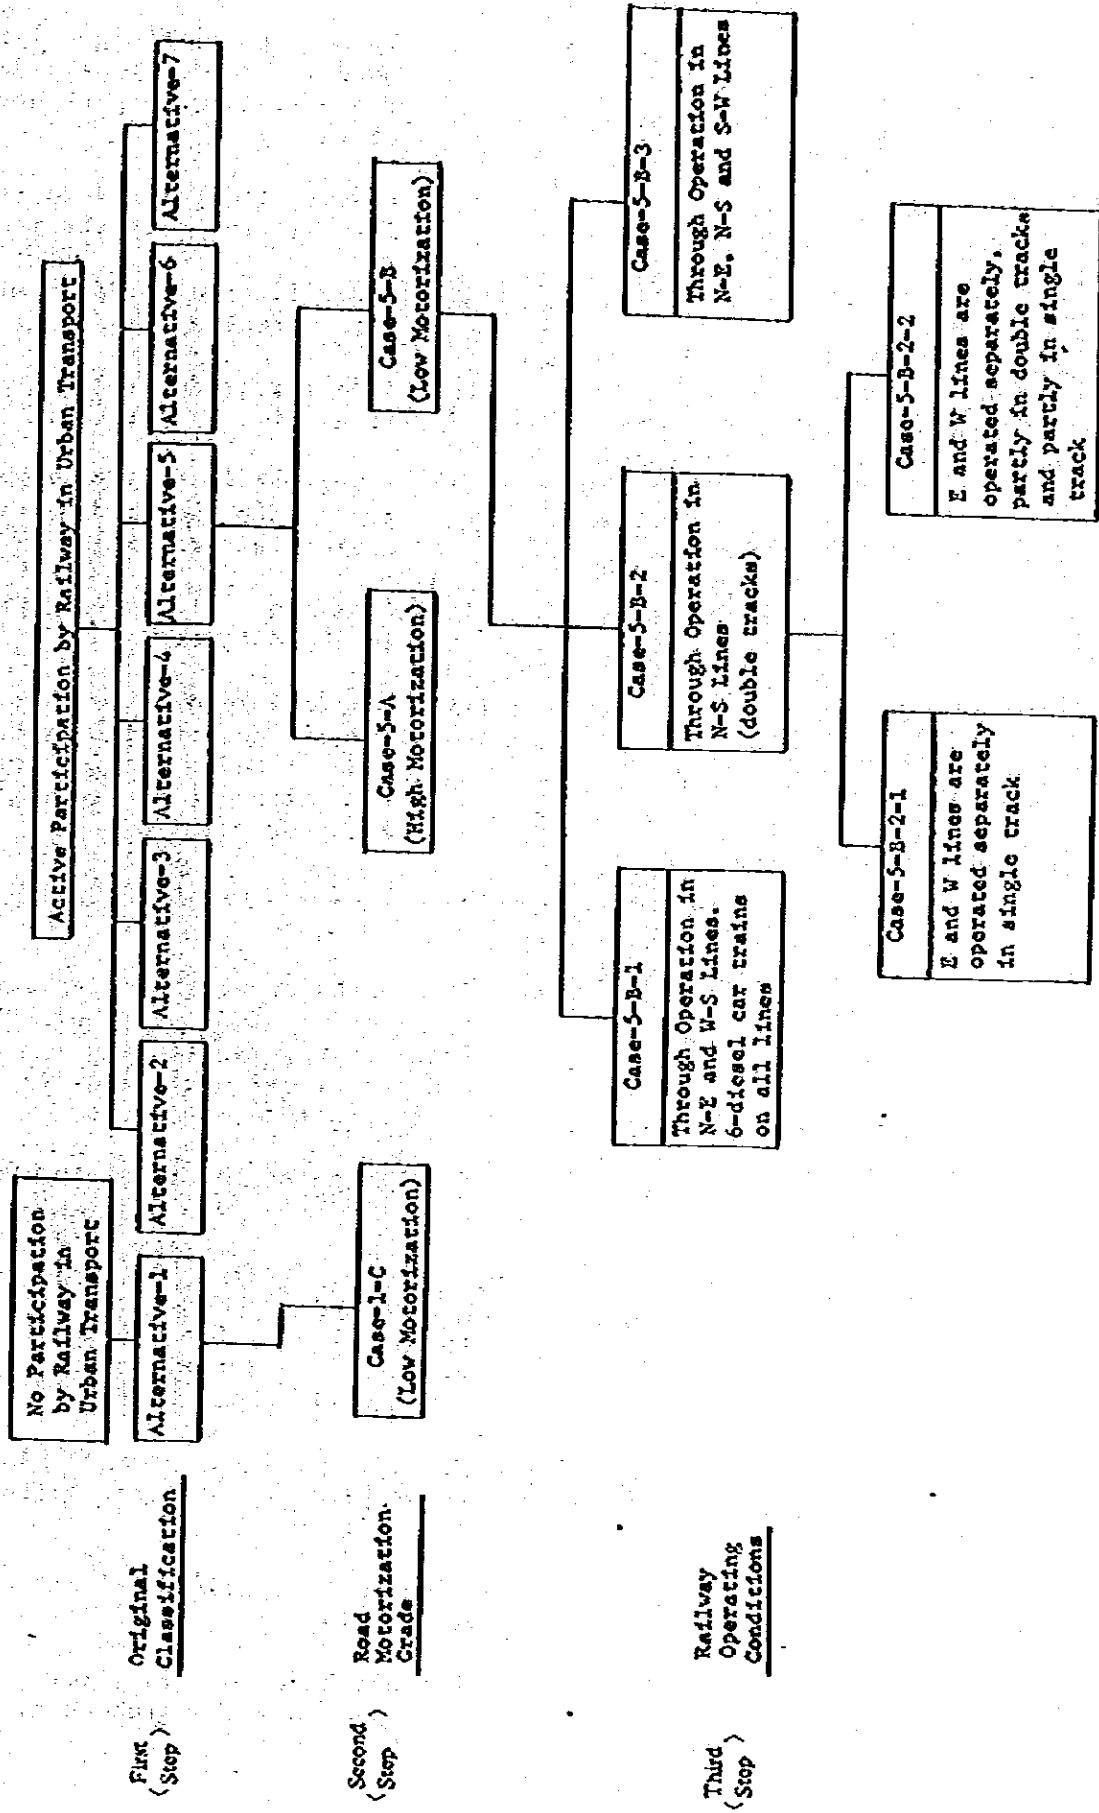 No Participation
by Railway in
Urban Transport
Active Participation by Railway in Urban Transport
(First Step)
Original
Classification
Alternative-1
Alternative-2
Alternative-3
Alternative-4
Alternative-5
Alternative-6
Alternative-7
(Second Step)
Road
Motorization
Grade
Case-1-C
(Low Motorization)
Case-5-A
(High Motorization)
Case-5-B
(Low Motorization)
(Third Step)
Railway
Operating
Conditions
Case-5-B-1
Through Operation in
N-E and W-S Lines.
6-diesel car trains
on all lines
Case-5-B-2
Through Operation in
N-S Lines
(double tracks)
Case-5-B-3
Through Operation in
N-E, N-S and S-W Lines
Case-5-B-2-1
E and W lines are
operated separately
in single track
Case-5-B-2-2
E and W lines are
operated separately,
partly in double tracks
and partly in single
track